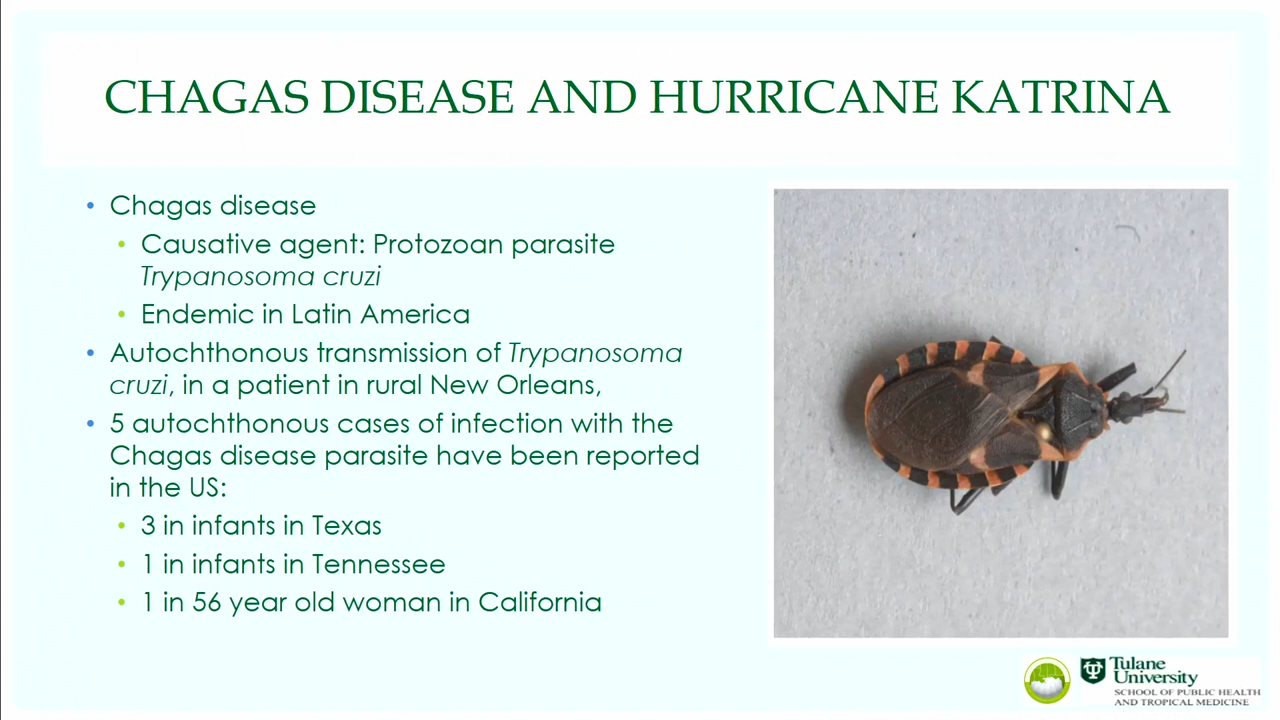 CHAGAS DISEASE AND HURRICANE KATRINA
• Chagas disease
• Causative agent: Protozoan parasite
Trypanosoma cruzi
• Endemic in Latin America
• Autochthonous transmission of Trypanosoma
cruzi, in a patient in rural New Orleans,
• 5 autochthonous cases of infection with the
Chagas disease parasite have been reported
in the US:
• 3 in infants in Texas
• 1 in infants in Tennessee
• 1 in 56 year old woman in California
Tulane
University
SCHOOL OF PUBLIC HEALTH
AND TROPICAL MEDICINE